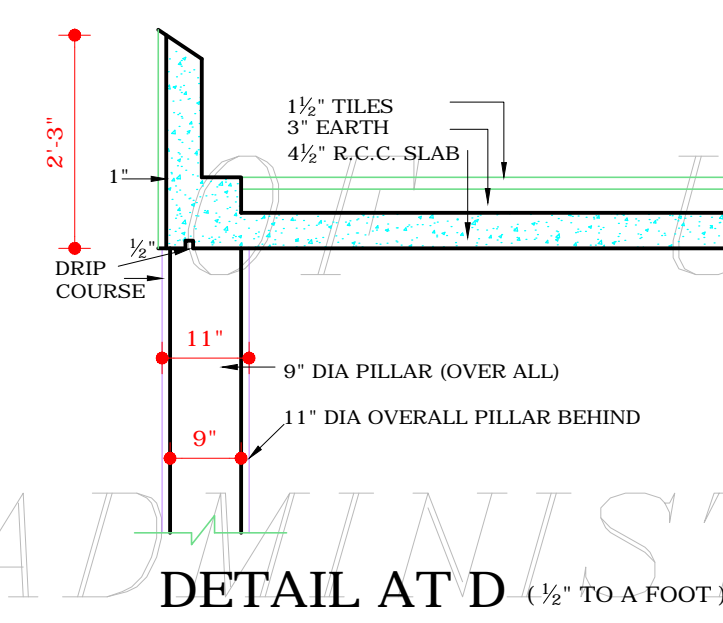 2'-3"
1½" TILES
3" EARTH
4½" R.C.C. SLAB
1"
½"
DRIP
COURSE
11"
9" DIA PILLAR (OVER ALL)
11" DIA OVERALL PILLAR BEHIND
9"
ADMINIST
DETAIL AT D ( ½" TO A FOOT )